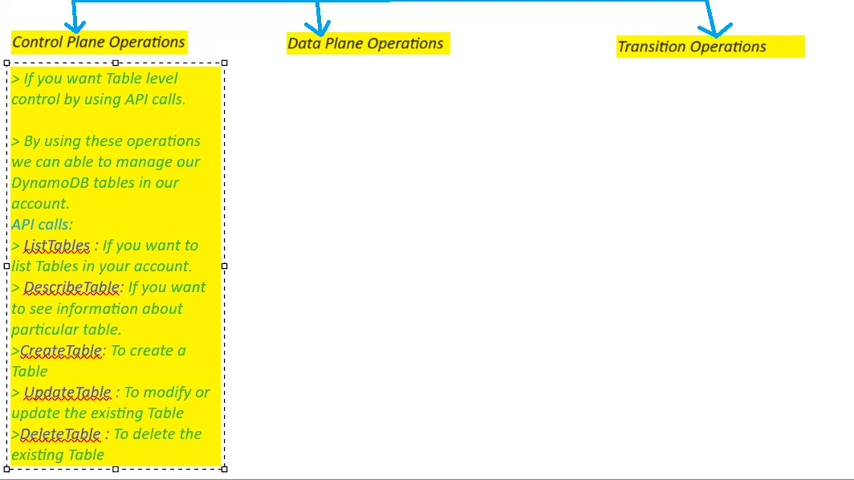 Control Plane Operations
Data Plane Operations
Transition Operations
> If you want Table level
control by using API calls.
> By using these operations
we can able to manage our
DynamoDB tables in our
account.
API calls:
> ListTables : If you want to
list Tables in your account.
> DescribeTable: If you want
to see information about
particular table.
>CreateTable: To create a
Table
> UpdateTable : To modify or
update the existing Table
>DeleteTable : To delete the
existing Table